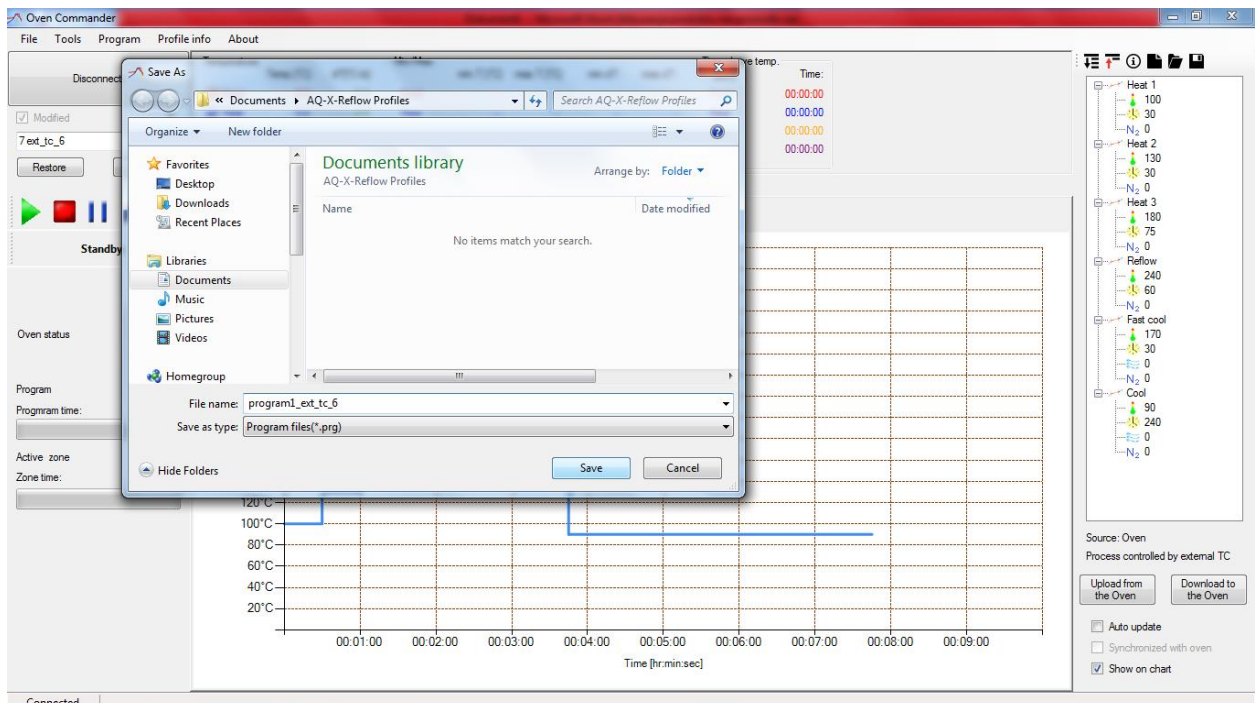 Oven Commander
File Tools Program Profile info About
Disconnect
Modified
7 ext_tc_6
Restore
Standby
Oven status
Program
Progmram time:
Active zone
Zone time:
Save As
Documents AQ-X-Reflow Profiles
Search AQ-X-Reflow Profiles
Organize New folder
Favorites
Desktop
Downloads
Recent Places
Libraries
Documents
Music
Pictures
Videos
Homegroup
Documents library
AQ-X-Reflow Profiles
Arrange by: Folder
Name Date modified
No items match your search.
File name: program1_ext_tc_6
Save as type: Program files(*.prg)
Hide Folders
Save Cancel
temp.
Time:
00:00:00
00:00:00
00:00:00
00:00:00
120°C
100°C
80°C
60°C
40°C
20°C
00:01:00 00:02:00 00:03:00 00:04:00 00:05:00 00:06:00 00:07:00 00:08:00 00:09:00
Time [hr:min:sec]
Heat 1
100
30
N2 0
Heat 2
130
30
N2 0
Heat 3
180
75
N2 0
Reflow
240
60
N2 0
Fast cool
170
30
0
N2 0
Cool
90
240
0
N2 0
Source: Oven
Process controlled by external TC
Upload from
the Oven
Download to
the Oven
Auto update
Synchronized with oven
Show on chart
Connected